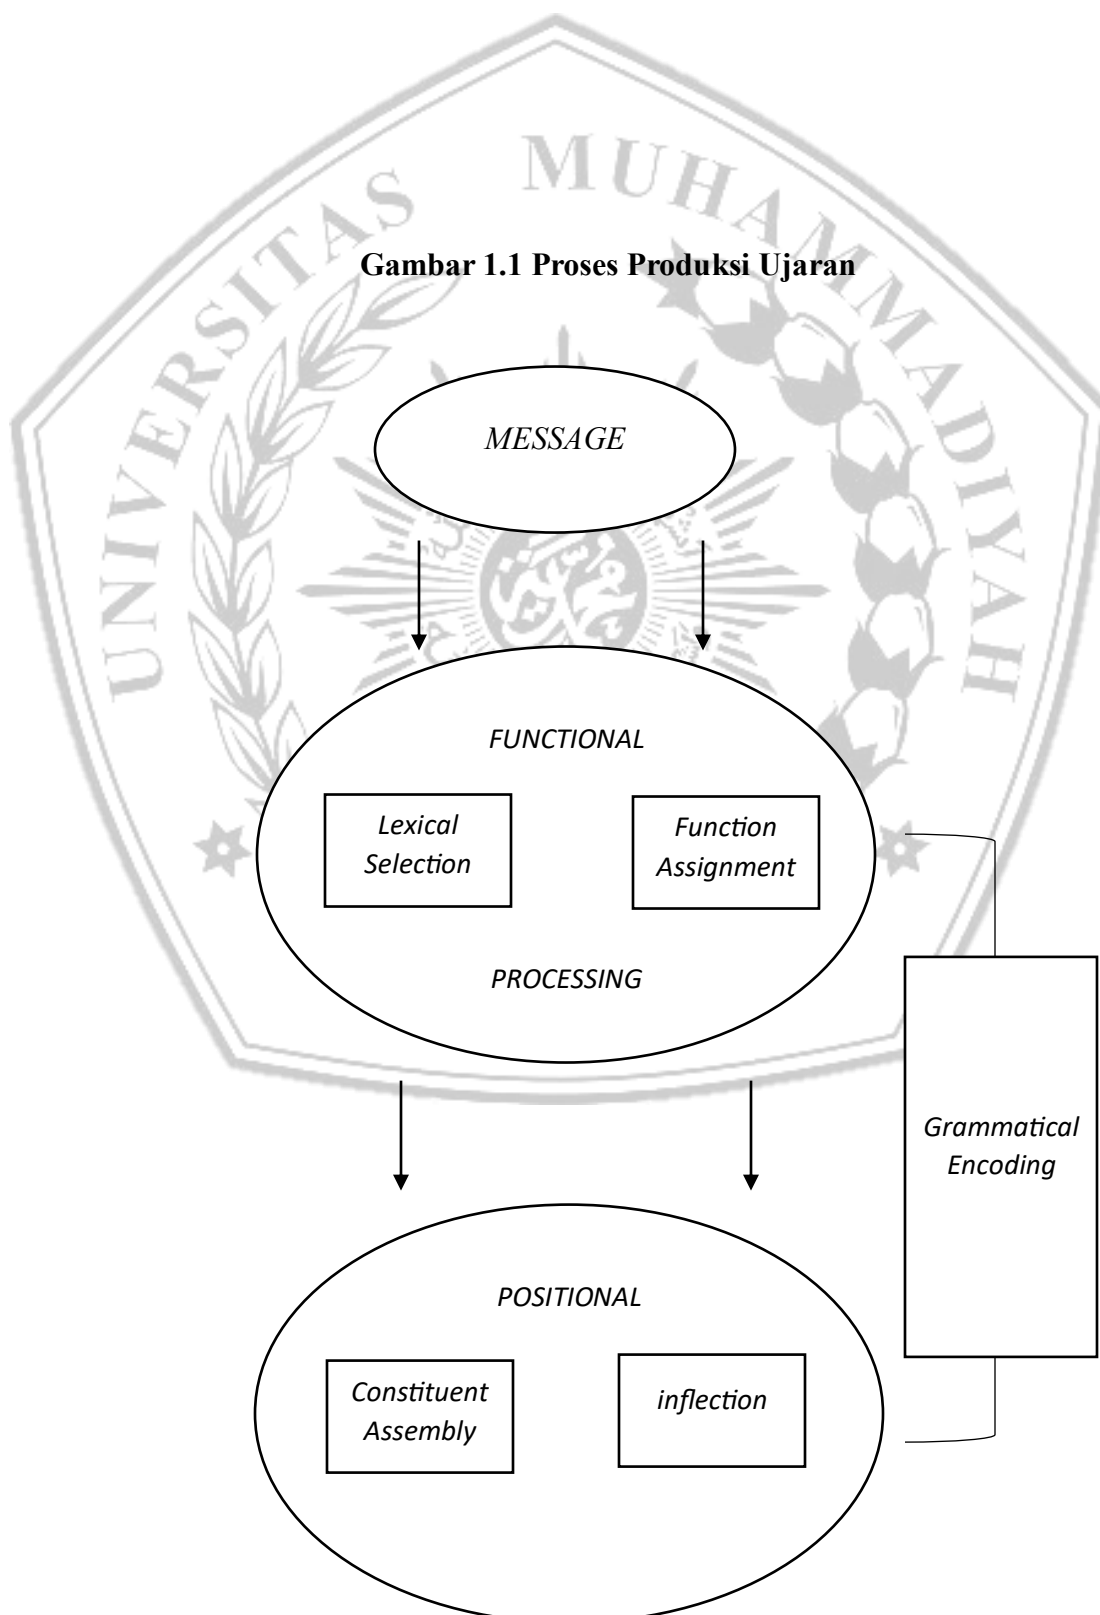 UNIVERSITAS MUHAMMADIYAH
Gambar 1.1 Proses Produksi Ujaran
MESSAGE
FUNCTIONAL
Lexical
Selection
Function
Assignment
PROCESSING
Grammatical
Encoding
POSITIONAL
Constituent
Assembly
inflection